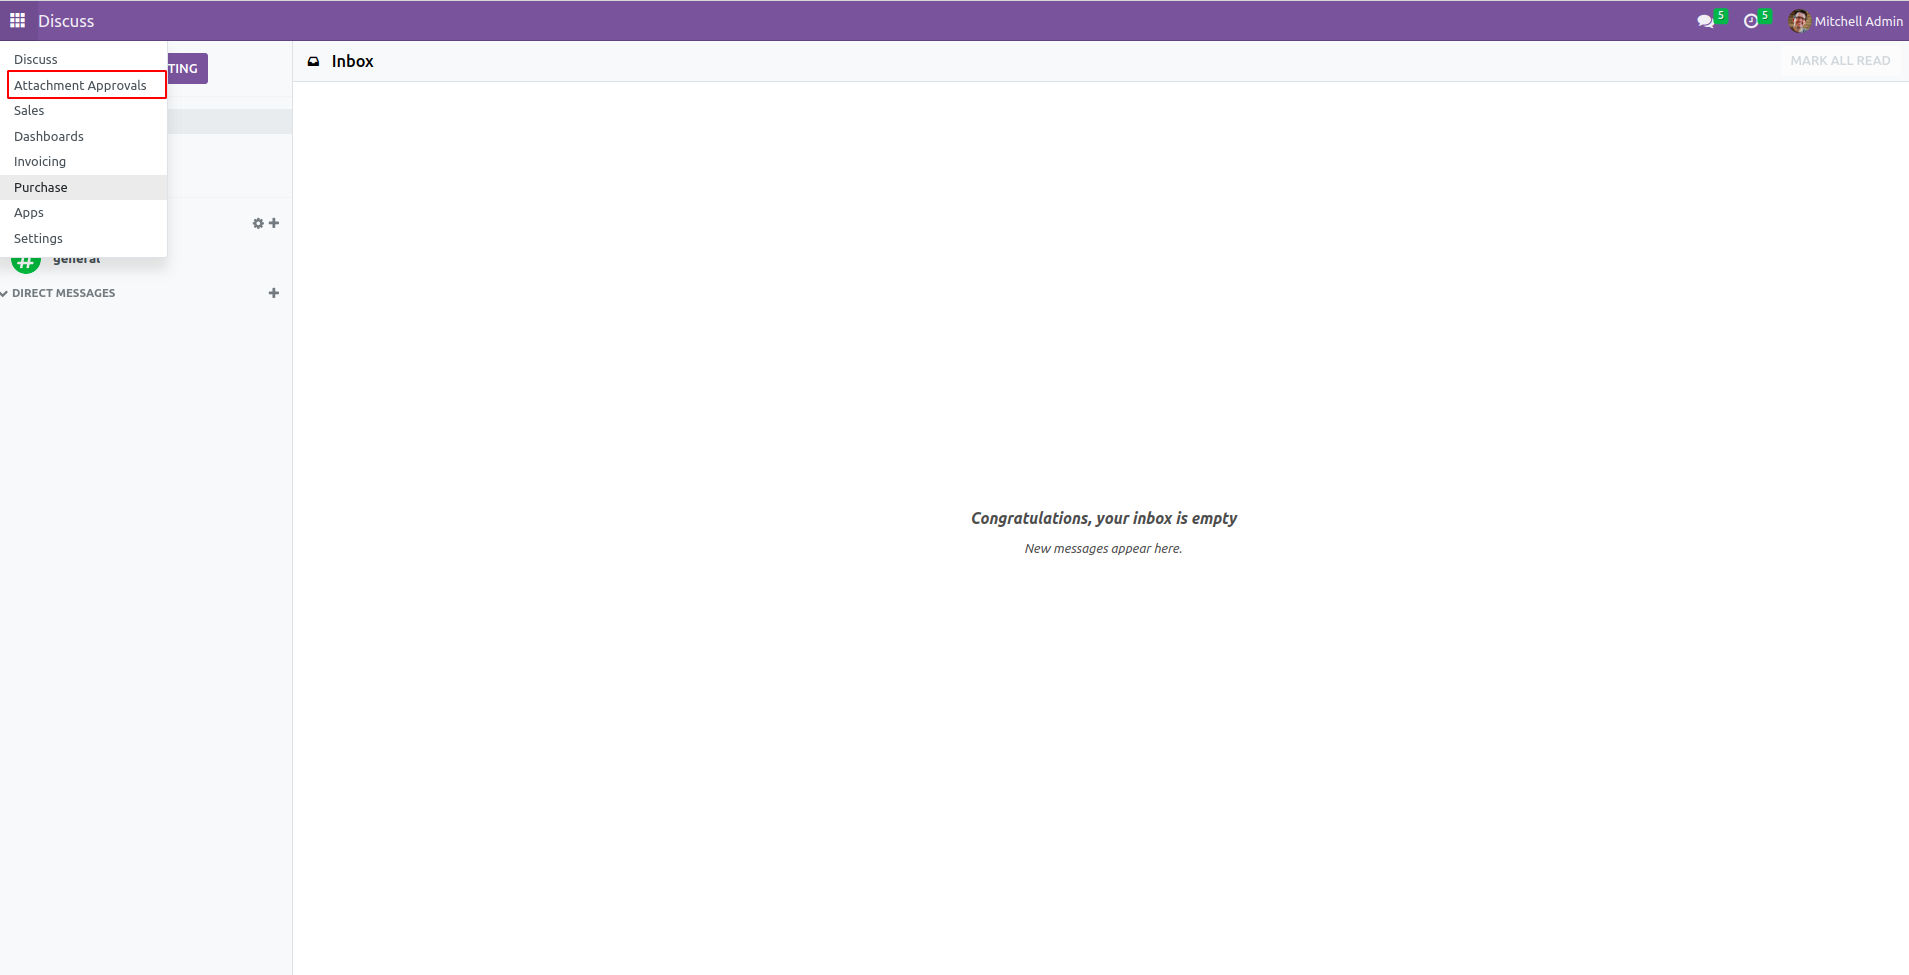 Discuss
5
5
Mitchell Admin
Discuss
Attachment Approvals
Sales
Dashboards
Invoicing
Purchase
Apps
Settings
TING
general
DIRECT MESSAGES
Inbox
MARK ALL READ
Congratulations, your inbox is empty
New messages appear here.